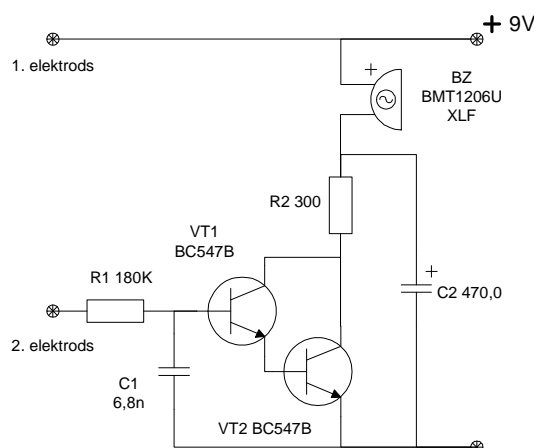 + 9V
1. elektrods
+
BZ
BMT1206U
XLF
R2 300
VT1
BC547B
R1 180K
+
C2 470,0
2. elektrods
C1
6,8n
VT2 BC547B